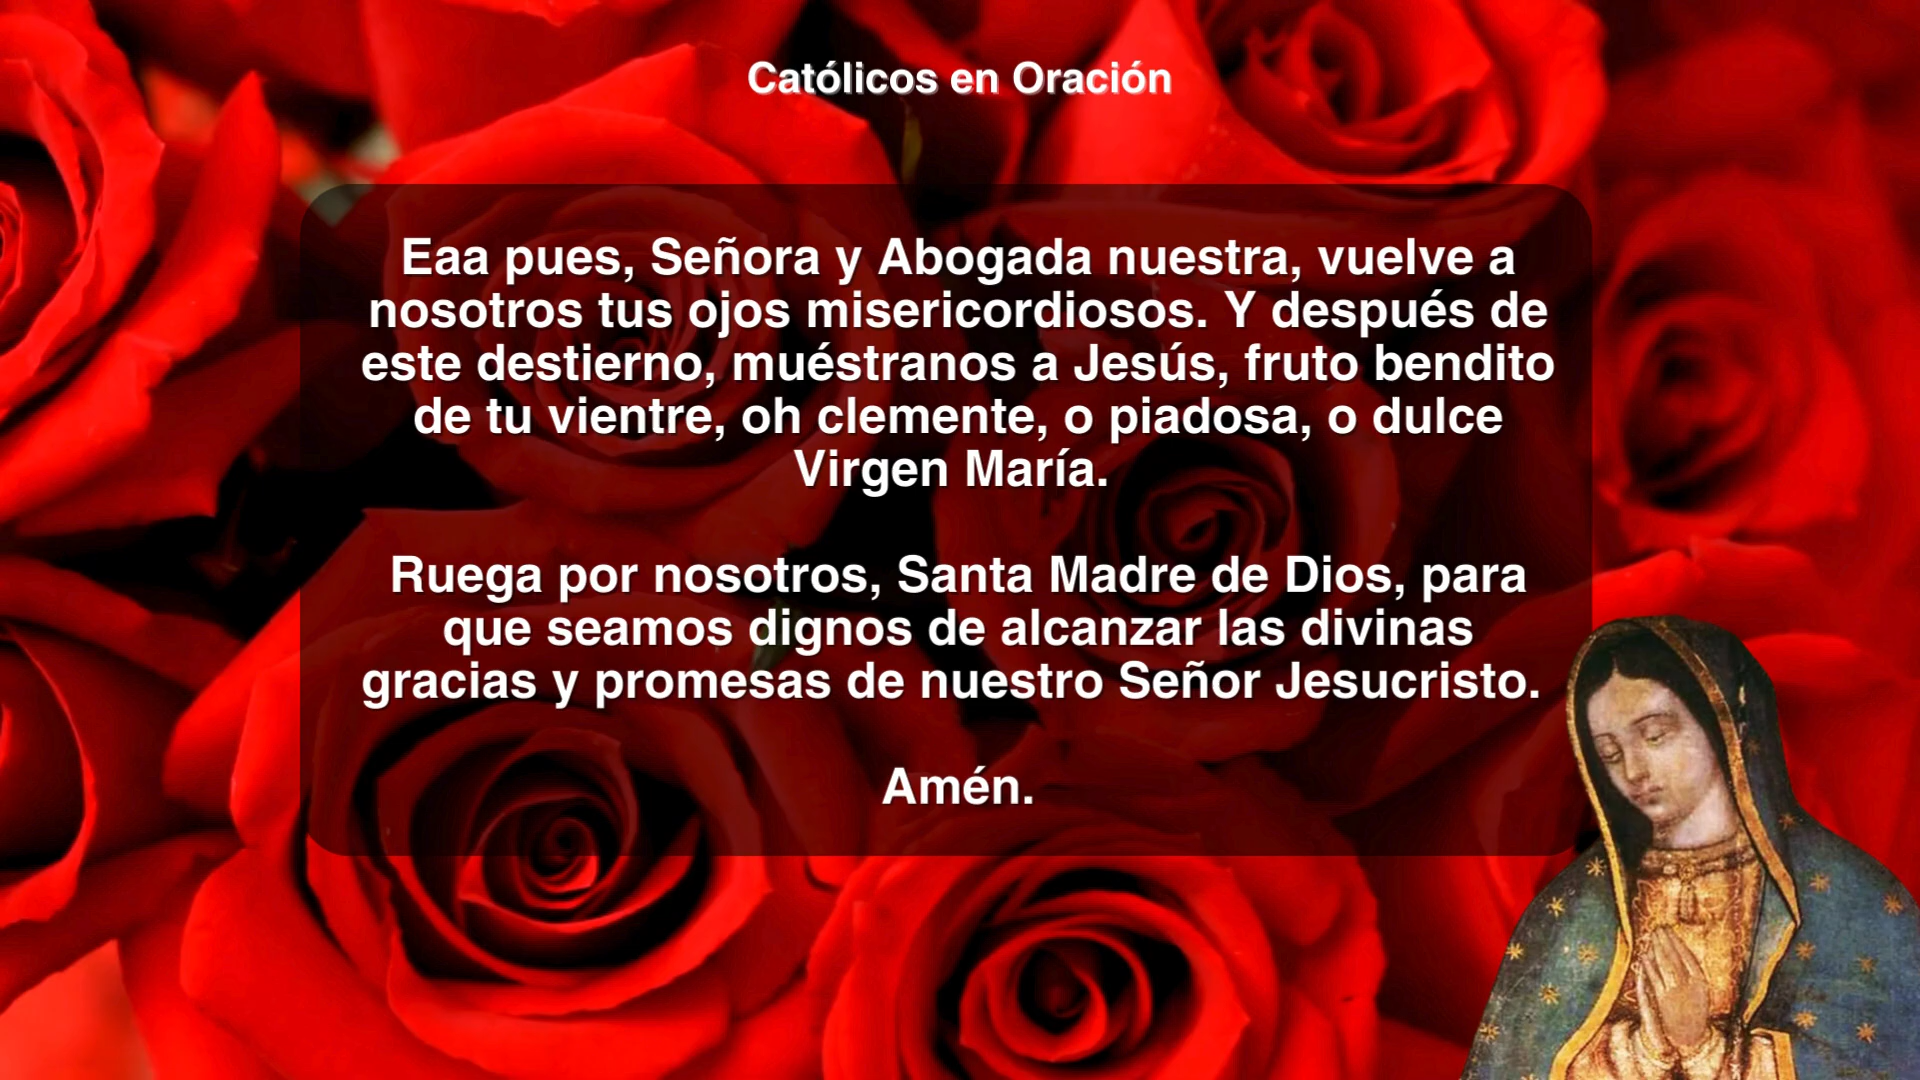 Católicos en Oración
Eaa pues, Señora y Abogada nuestra, vuelve a
nosotros tus ojos misericordiosos. Y después de
este destierno, muéstranos a Jesús, fruto bendito
de tu vientre, oh clemente, o piadosa, o dulce
Virgen María.
Ruega por nosotros, Santa Madre de Dios, para
que seamos dignos de alcanzar las divinas
gracias y promesas de nuestro Señor Jesucristo.
Amén.